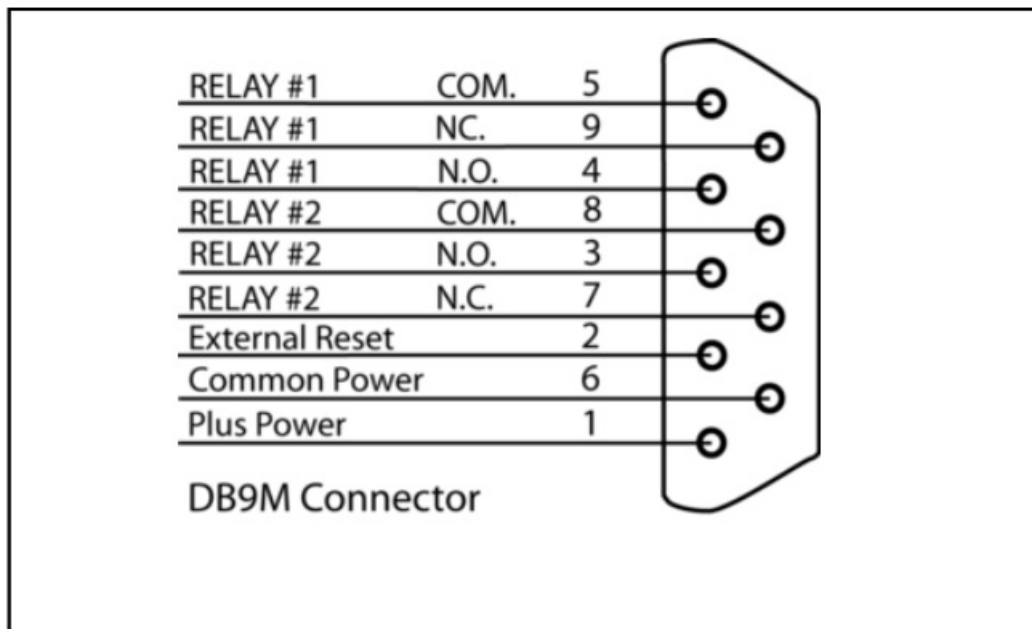 RELAY #1 COM. 5
RELAY #1 NC. 9
RELAY #1 N.O. 4
RELAY #2 COM. 8
RELAY #2 N.O. 3
RELAY #2 N.C. 7
External Reset 2
Common Power 6
Plus Power 1
DB9M Connector